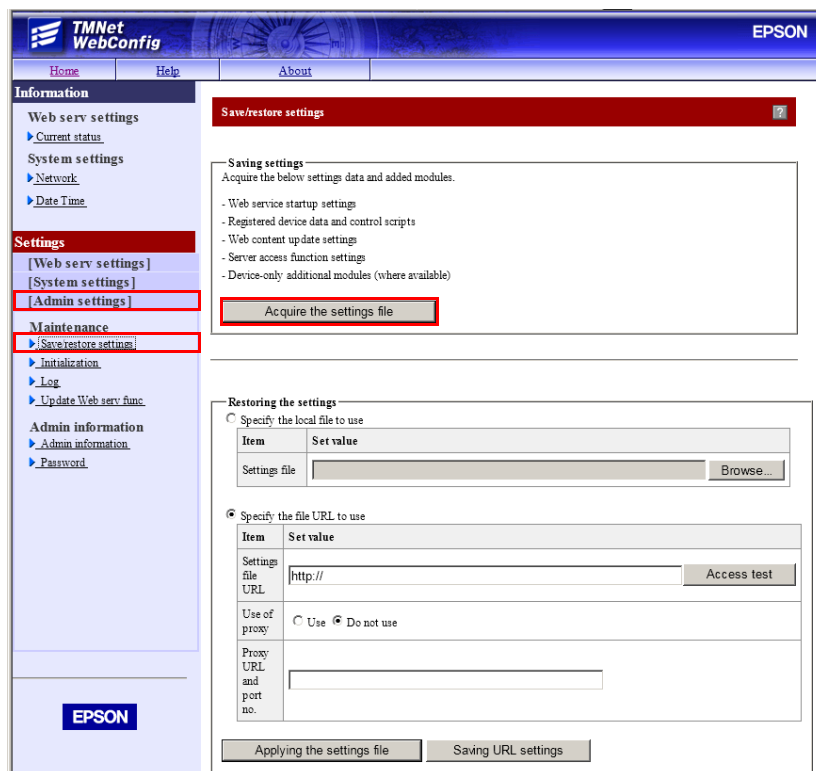 TMNet
WebConfig
EPSON
Home Help About
Information
Web serv settings
Current status
System settings
Network
Date Time
Settings
[Web serv settings]
[System settings]
[Admin settings]
Maintenance
Save/restore settings
Initialization
Log
Update Web serv func
Admin information
Admin information
Password
EPSON
Save/restore settings ?
Saving settings
Acquire the below settings data and added modules.
- Web service startup settings
- Registered device data and control scripts
- Web content update settings
- Server access function settings
- Device-only additional modules (where available)
Acquire the settings file
Restoring the settings
Specify the local file to use
Item Set value
Settings file Browse...
Specify the file URL to use
Item Set value
Settings
file
URL
http:// Access test
Use of
proxy
Use Do not use
Proxy
URL
and
port
no.
Applying the settings file Saving URL settings